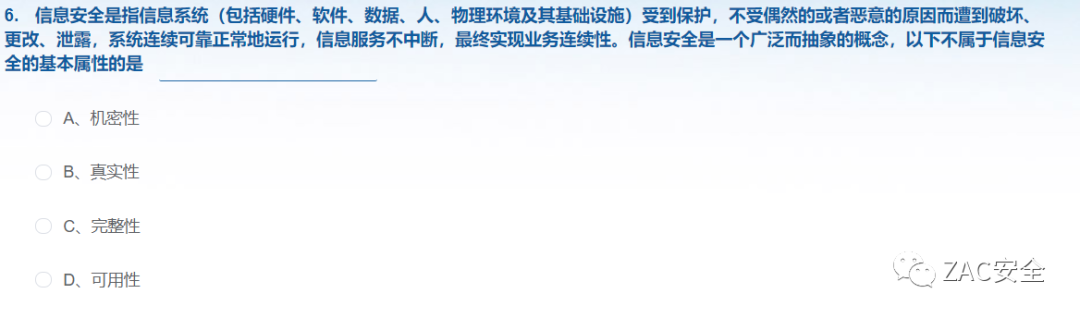 6. 信息安全是指信息系统（包括硬件、软件、数据、人、物理环境及其基础设施）受到保护，不受偶然的或者恶意的原因而遭到破坏、
更改、泄露，系统连续可靠正常地运行，信息服务不中断，最终实现业务连续性。信息安全是一个广泛而抽象的概念，以下不属于信息安
全的基本属性的是
A、机密性
B、真实性
C、完整性
D、可用性
ZAC安全